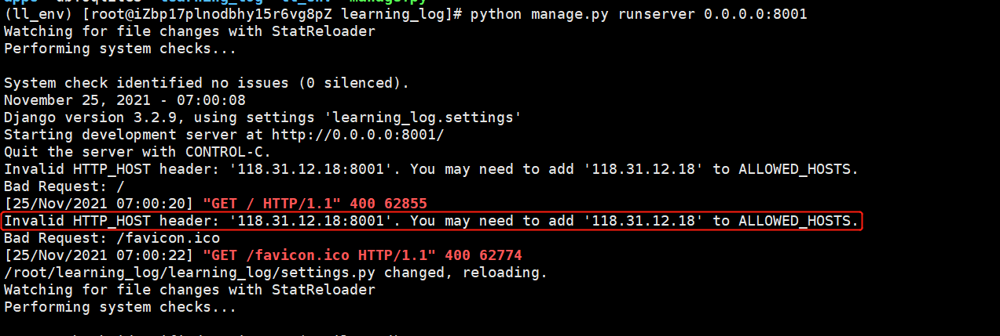 (ll_env) [root@iZbp17plnodbhy15r6vg8pZ learning_log]# python manage.py runserver 0.0.0.0:8001
Watching for file changes with StatReloader
Performing system checks...
System check identified no issues (0 silenced).
November 25, 2021 - 07:00:08
Django version 3.2.9, using settings 'learning_log.settings'
Starting development server at http://0.0.0.0:8001/
Quit the server with CONTROL-C.
Invalid HTTP_HOST header: '118.31.12.18:8001'. You may need to add '118.31.12.18' to ALLOWED_HOSTS.
Bad Request: /
[25/Nov/2021 07:00:20] "GET / HTTP/1.1" 400 62855
Invalid HTTP_HOST header: '118.31.12.18:8001'. You may need to add '118.31.12.18' to ALLOWED_HOSTS.
Bad Request: /favicon.ico
[25/Nov/2021 07:00:22] "GET /favicon.ico HTTP/1.1" 400 62774
/root/learning_log/learning_log/settings.py changed, reloading.
Watching for file changes with StatReloader
Performing system checks...